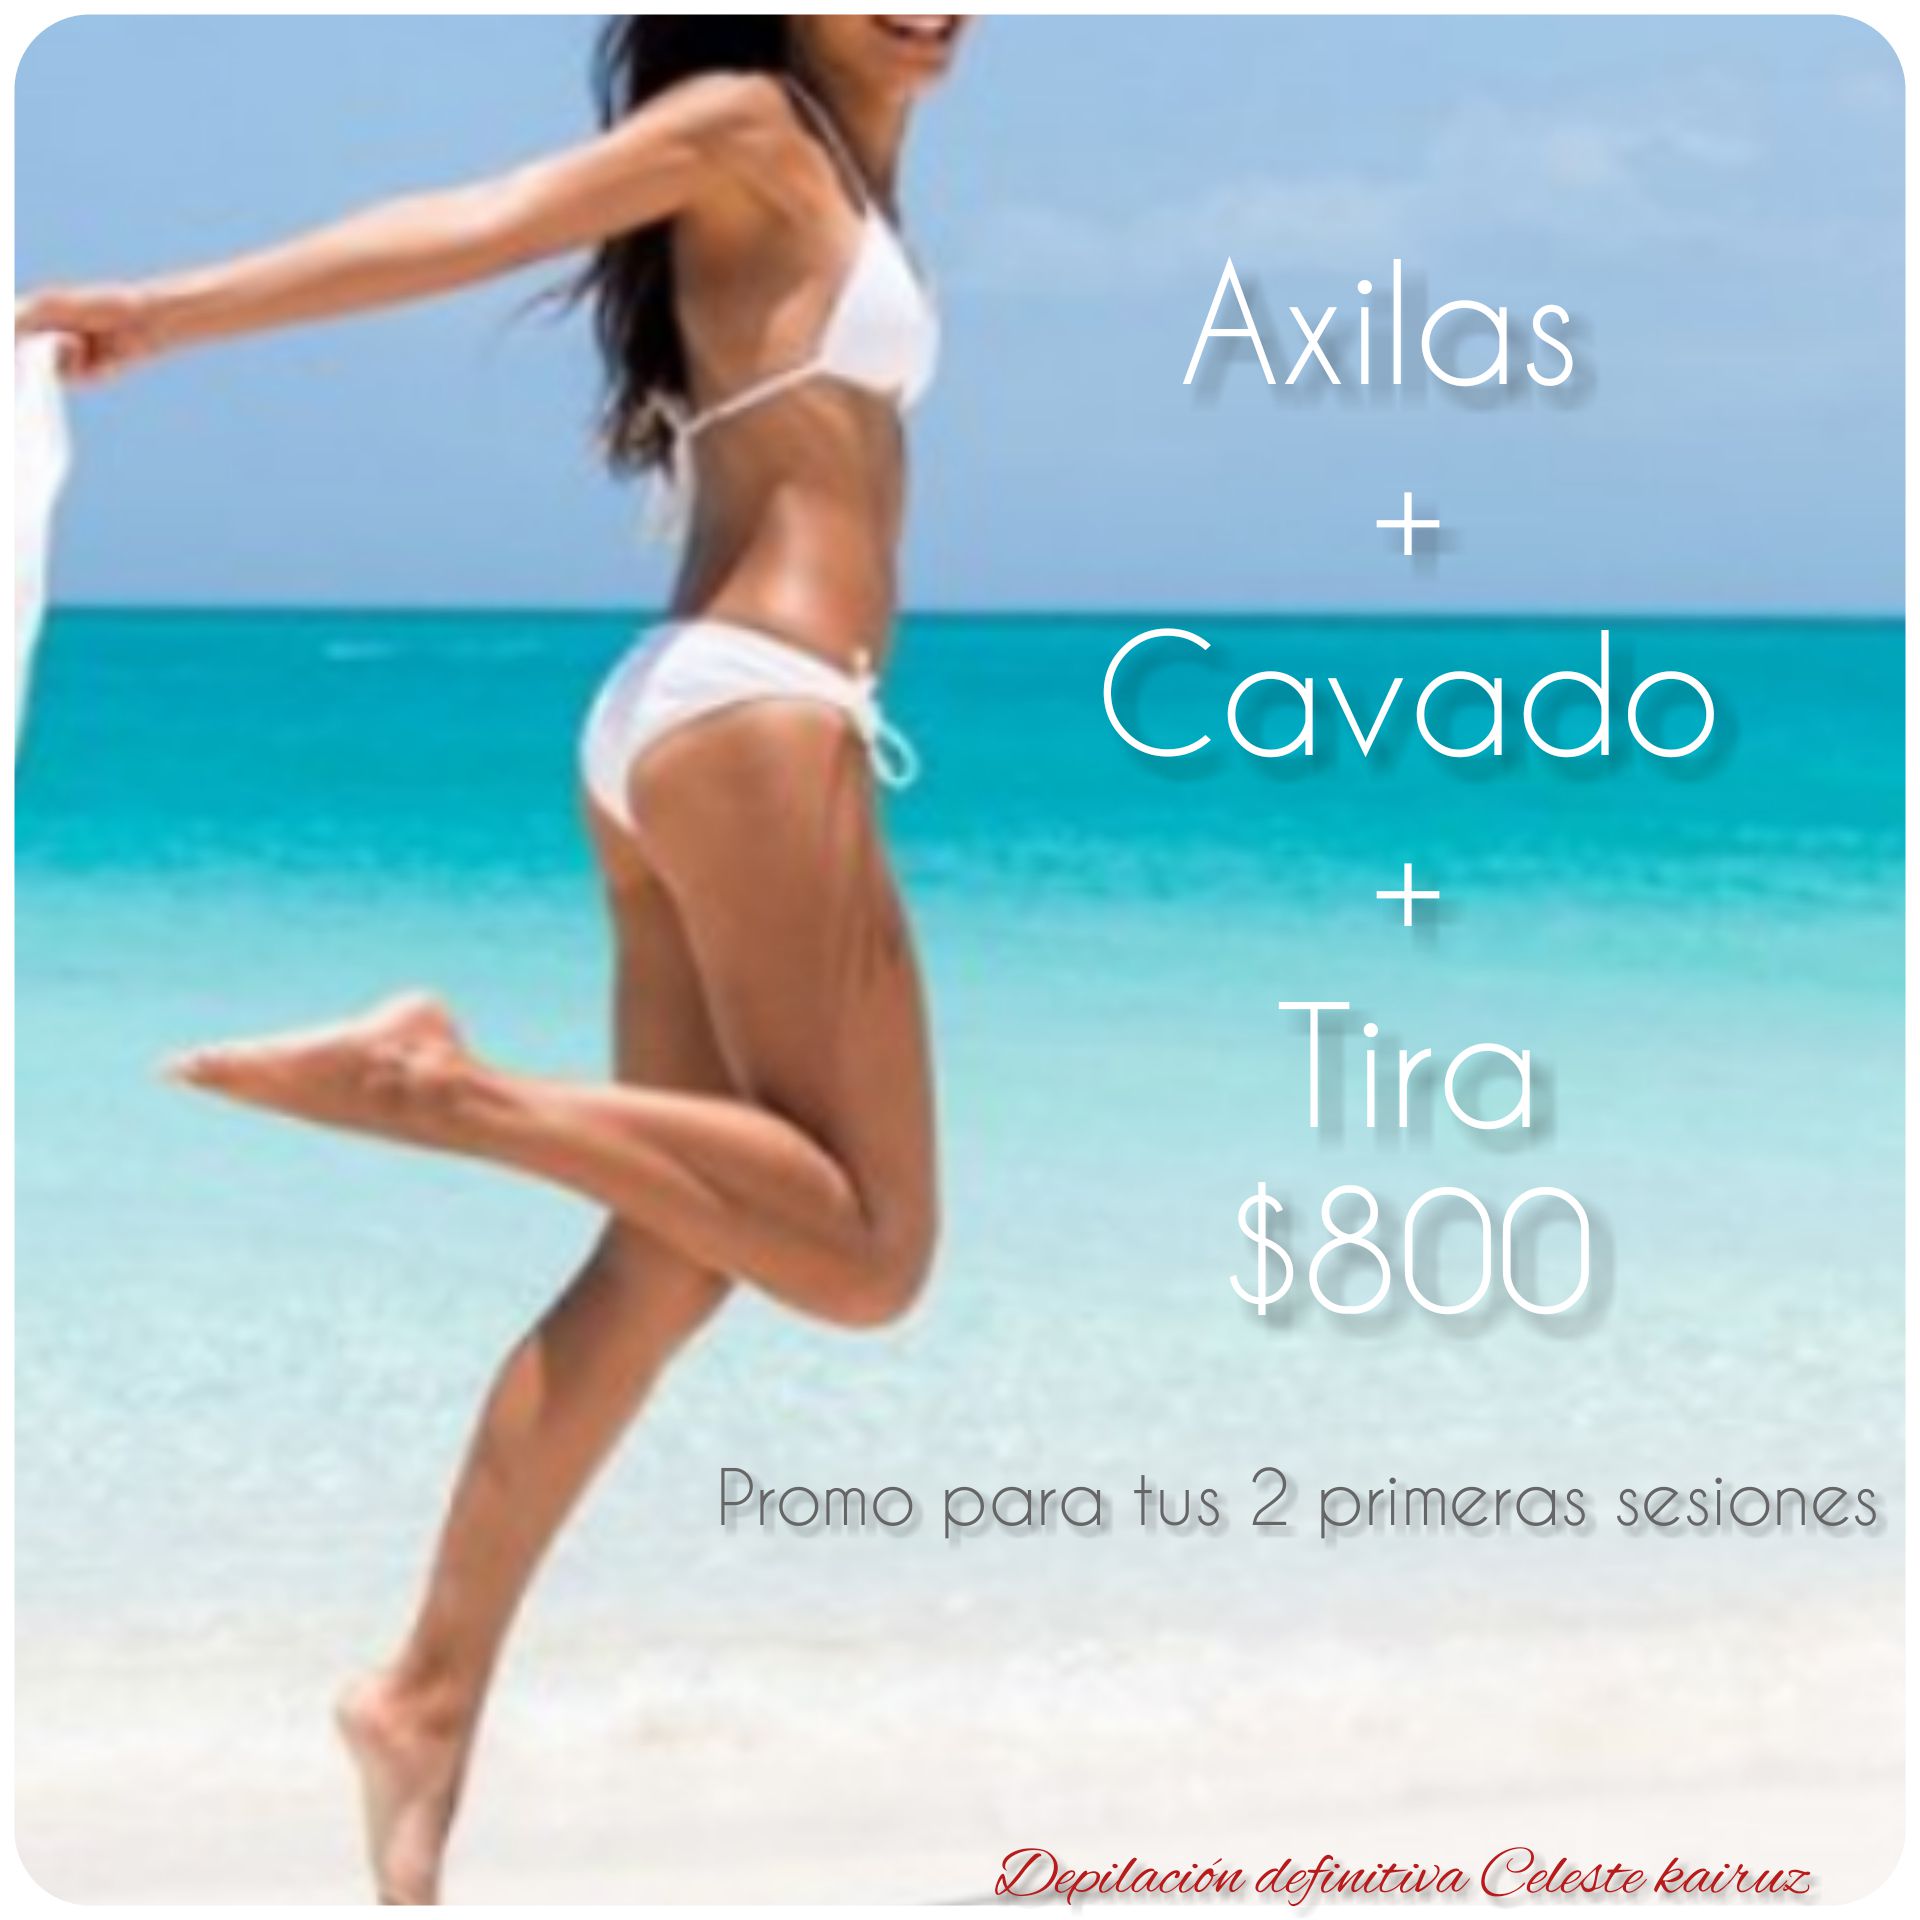 Axilas
+
Cavado
+
Tira
$800
Promo para tus 2 primeras sesiones
Depilación definitiva Celeste kairuz